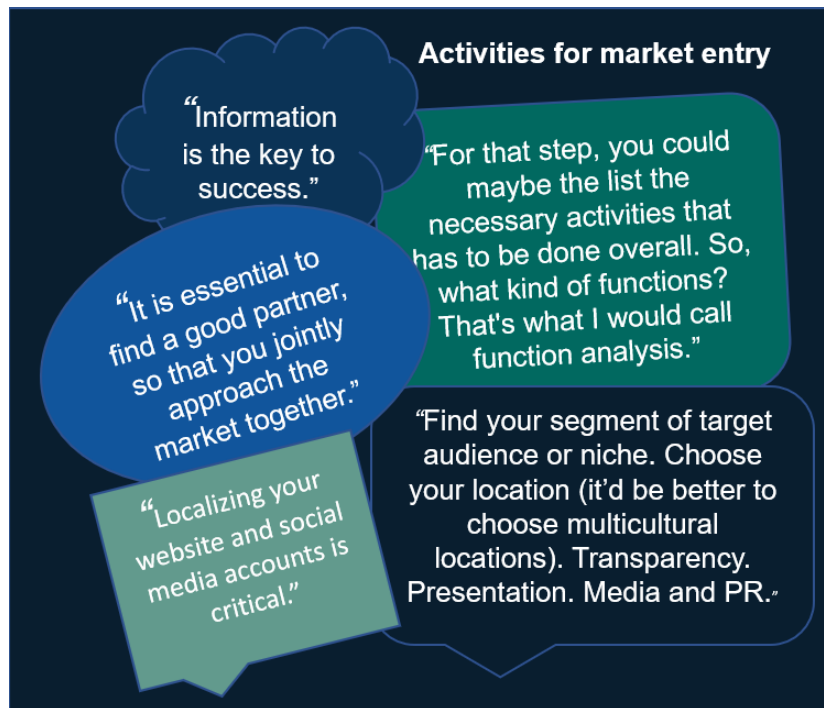 Activities for market entry
“Information
is the key to
success.”
“For that step, you could
maybe the list the
necessary activities that
has to be done overall. So,
what kind of functions?
That's what I would call
function analysis.”
“It is essential to
find a good partner,
so that you jointly
approach the
market together.”
“Find your segment of target
audience or niche. Choose
your location (it’d be better to
choose multicultural
locations). Transparency.
Presentation. Media and PR.”
“Localizing your
website and social
media accounts is
critical.”